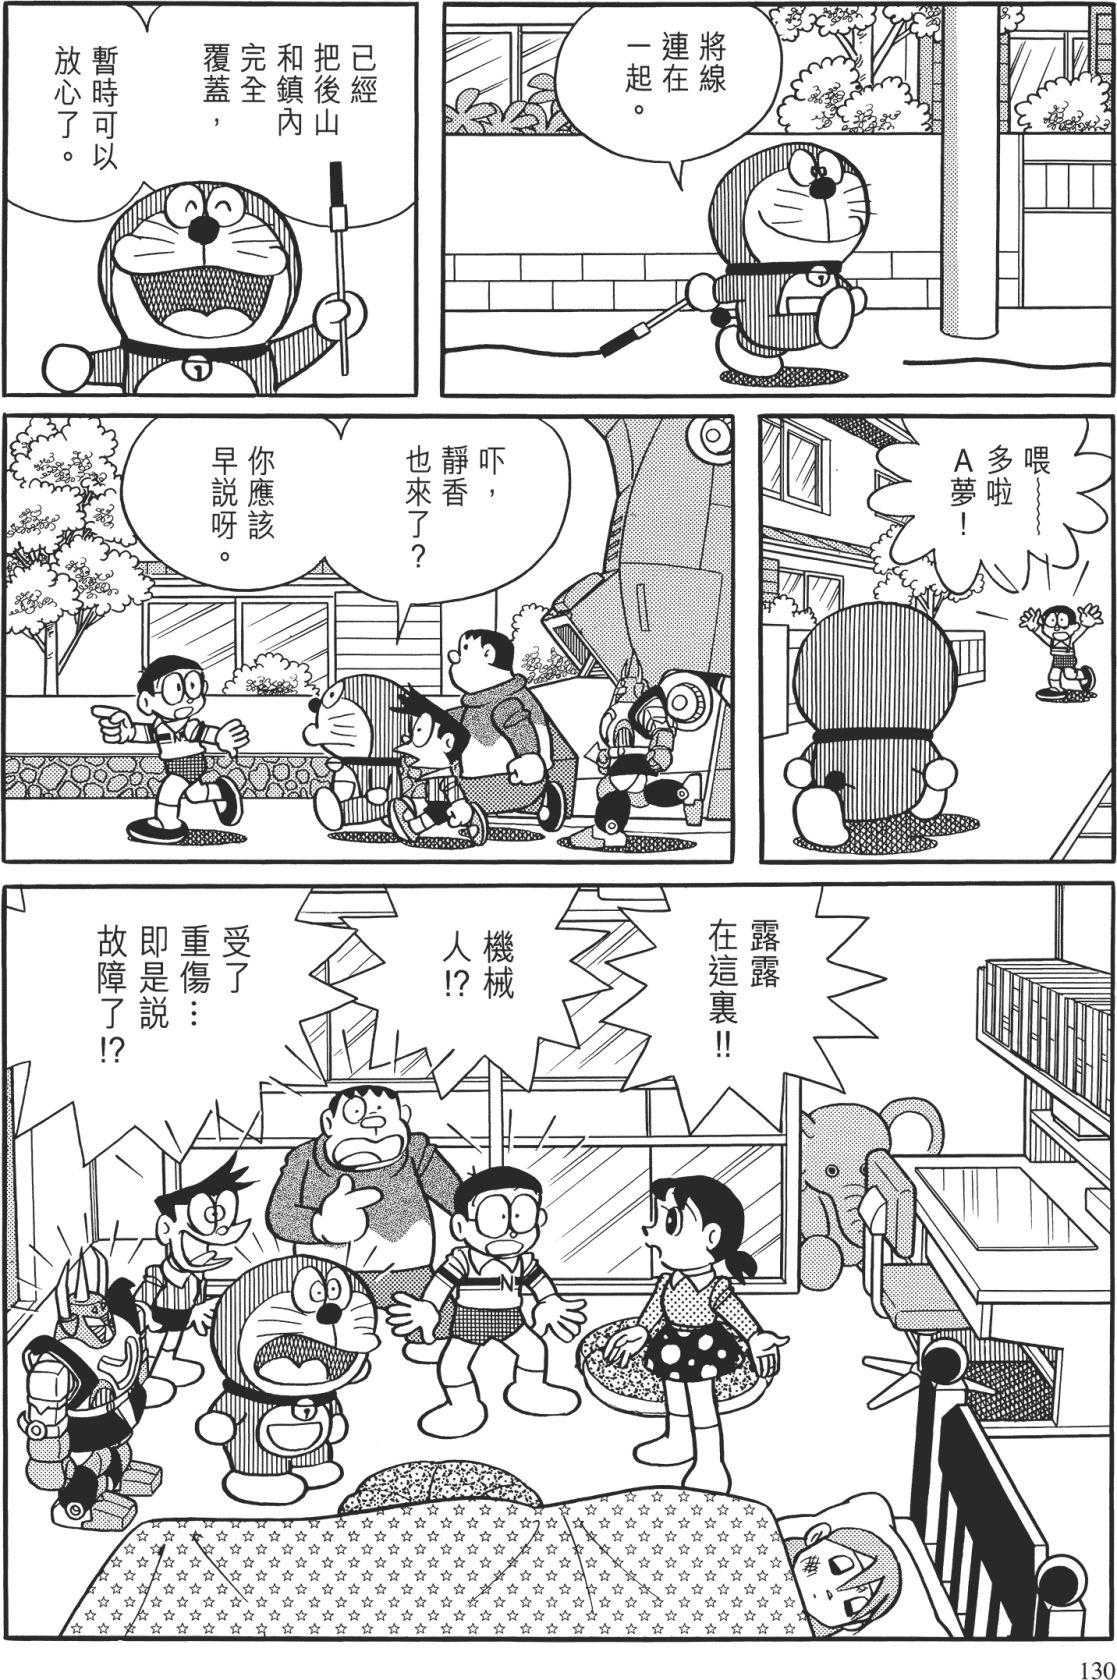 將線
連在
一起。
已經
把後山
和鎮內
完全
覆蓋，
暫時可以
放心了。
喂～～
多啦
A夢！
吓，
靜香
也來了？
你應該
早說呀。
露露
在這裏!!
機械
人!?
受了
重傷…
即是說
故障了!?
130